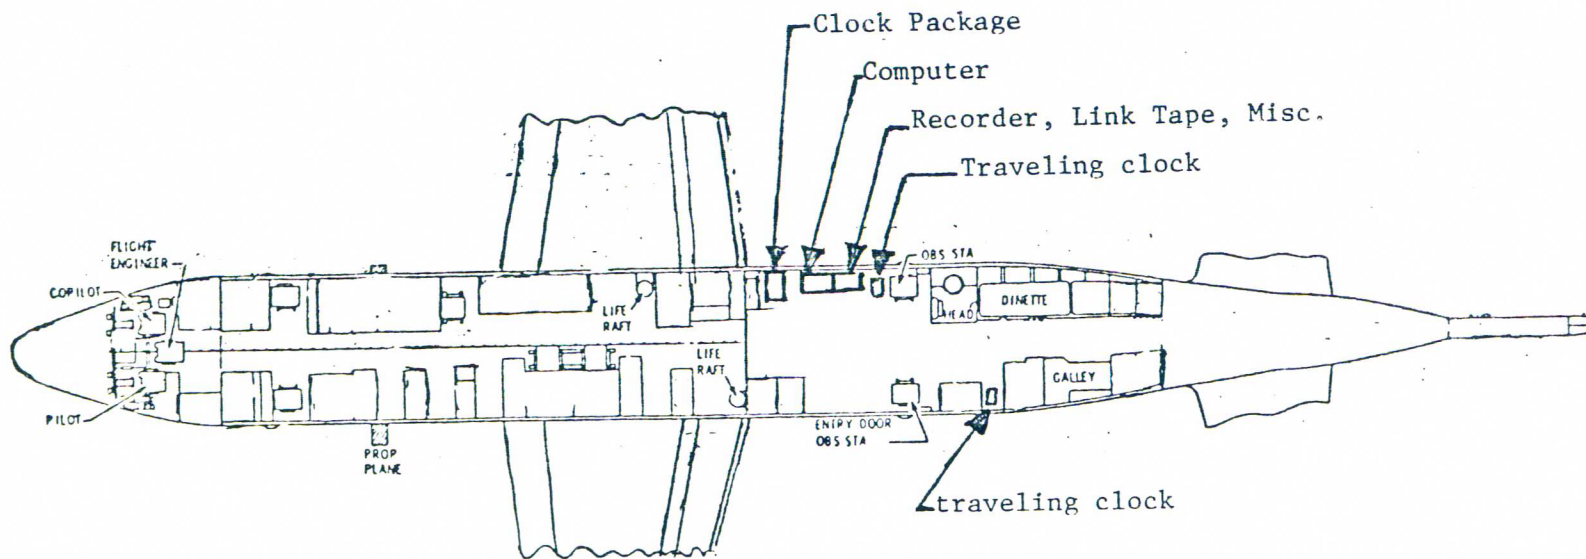 Clock Package
Computer
Recorder, Link Tape, Misc.
Traveling clock
FLIGHT
ENGINEER
COPILOT
OBS STA
LIFE
RAFT
HEAD
DINETTE
LIFE
RAFT
GALLEY
PILOT
ENTRY DOOR
OBS STA
PROP
PLANE
traveling clock